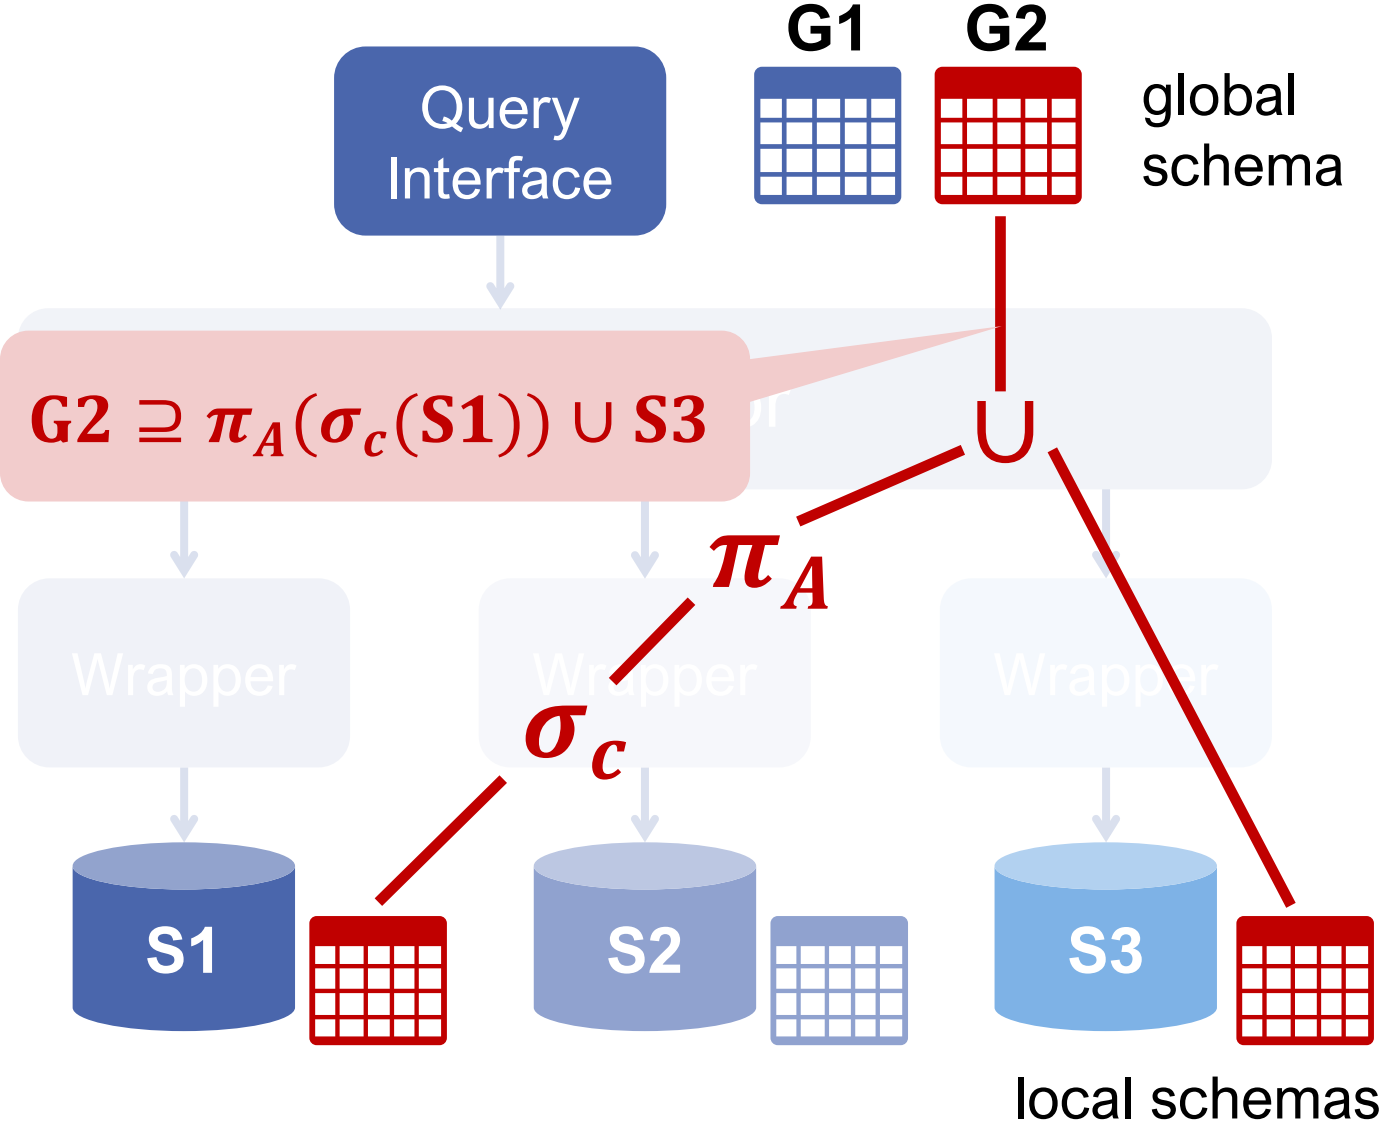 G1 G2
Query
Interface
global
schema
G2 ⊇ π_A(σ_c(S1)) ∪ S3
∪
π_A
Wrapper Wrapper Wrapper
σ_c
S1 S2 S3
local schemas